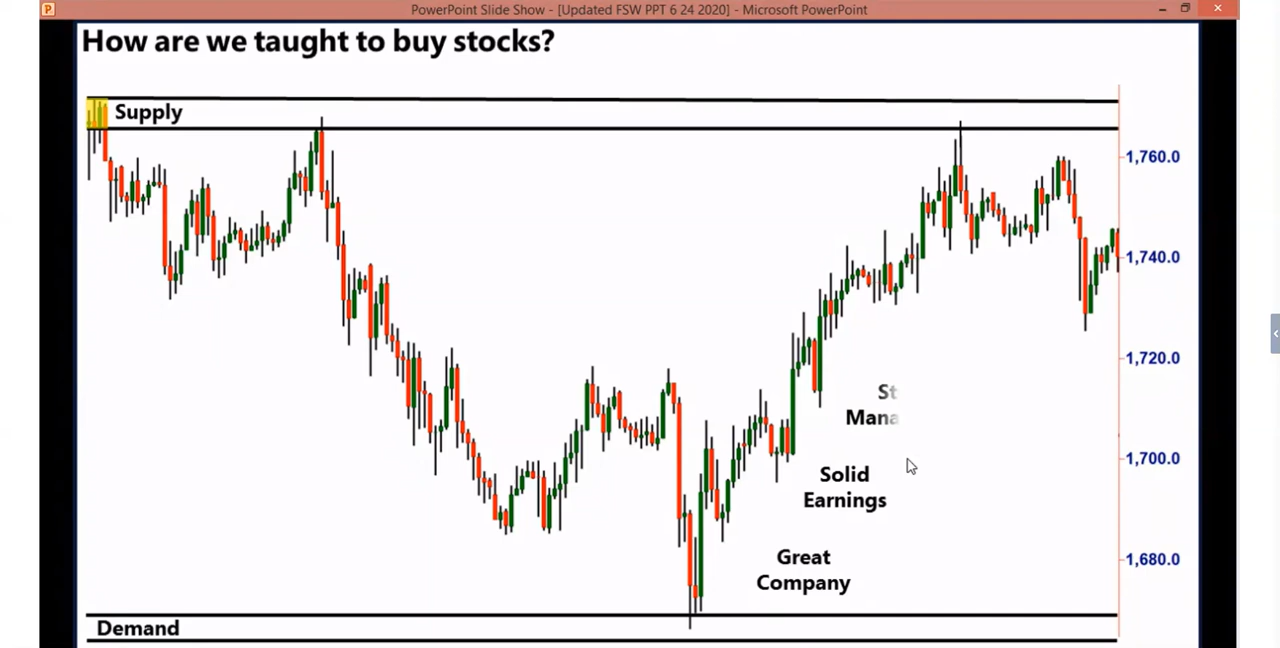 PowerPoint Slide Show - [Updated FSW PPT 6 24 2020] - Microsoft PowerPoint
How are we taught to buy stocks?
Supply
1,760.0
1,740.0
1,720.0
St
Mana
1,700.0
Solid
Earnings
Great
Company
1,680.0
Demand